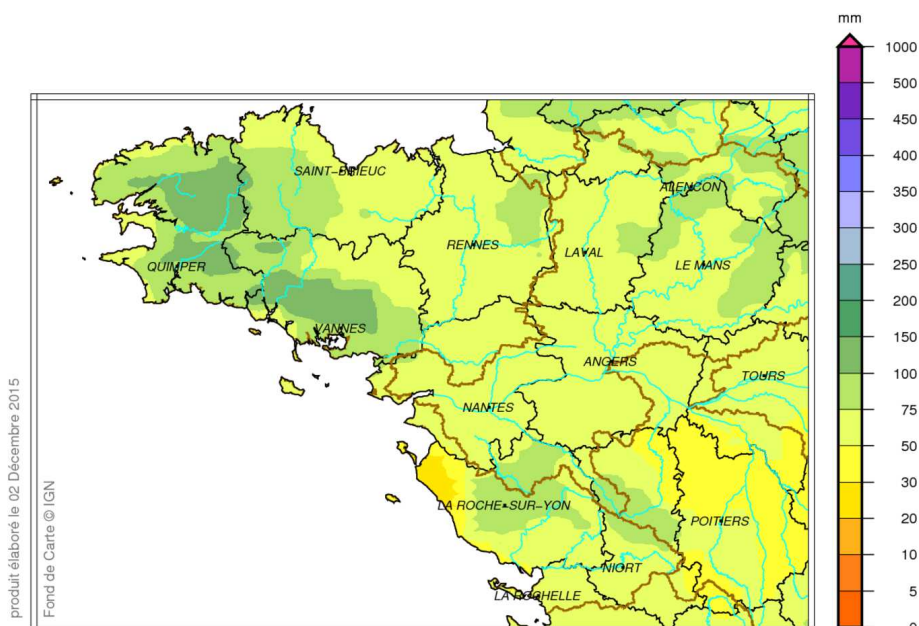 mm
1000
500
450
400
350
300
250
200
150
100
75
50
30
20
10
5
0
SAINT-BRIEUC
ALENCON
RENNES
LAVAL
LE MANS
QUIMPER
VANNES
ANGERS
TOURS
NANTES
LA ROCHE-SUR-YON
POITIERS
NIORT
LA ROCHELLE
produit élaboré le 02 Décembre 2015
Fond de Carte © IGN